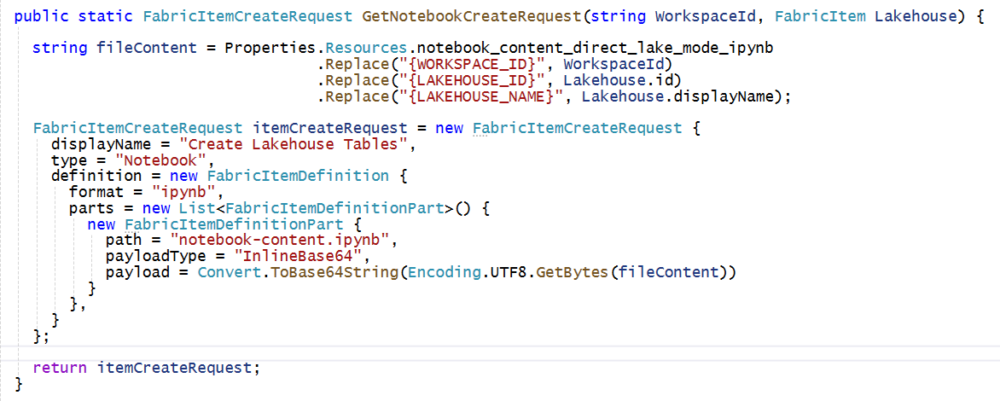 public static FabricItemCreateRequest GetNotebookCreateRequest(string WorkspaceId, FabricItem Lakehouse) {
string fileContent = Properties.Resources.notebook_content_direct_lake_mode_ipynb
.Replace("{WORKSPACE_ID}", WorkspaceId)
.Replace("{LAKEHOUSE_ID}", Lakehouse.id)
.Replace("{LAKEHOUSE_NAME}", Lakehouse.displayName);
FabricItemCreateRequest itemCreateRequest = new FabricItemCreateRequest {
displayName = "Create Lakehouse Tables",
type = "Notebook",
definition = new FabricItemDefinition {
format = "ipynb",
parts = new List<FabricItemDefinitionPart>() {
new FabricItemDefinitionPart {
path = "notebook-content.ipynb",
payloadType = "InlineBase64",
payload = Convert.ToBase64String(Encoding.UTF8.GetBytes(fileContent))
}
},
}
};
return itemCreateRequest;
}